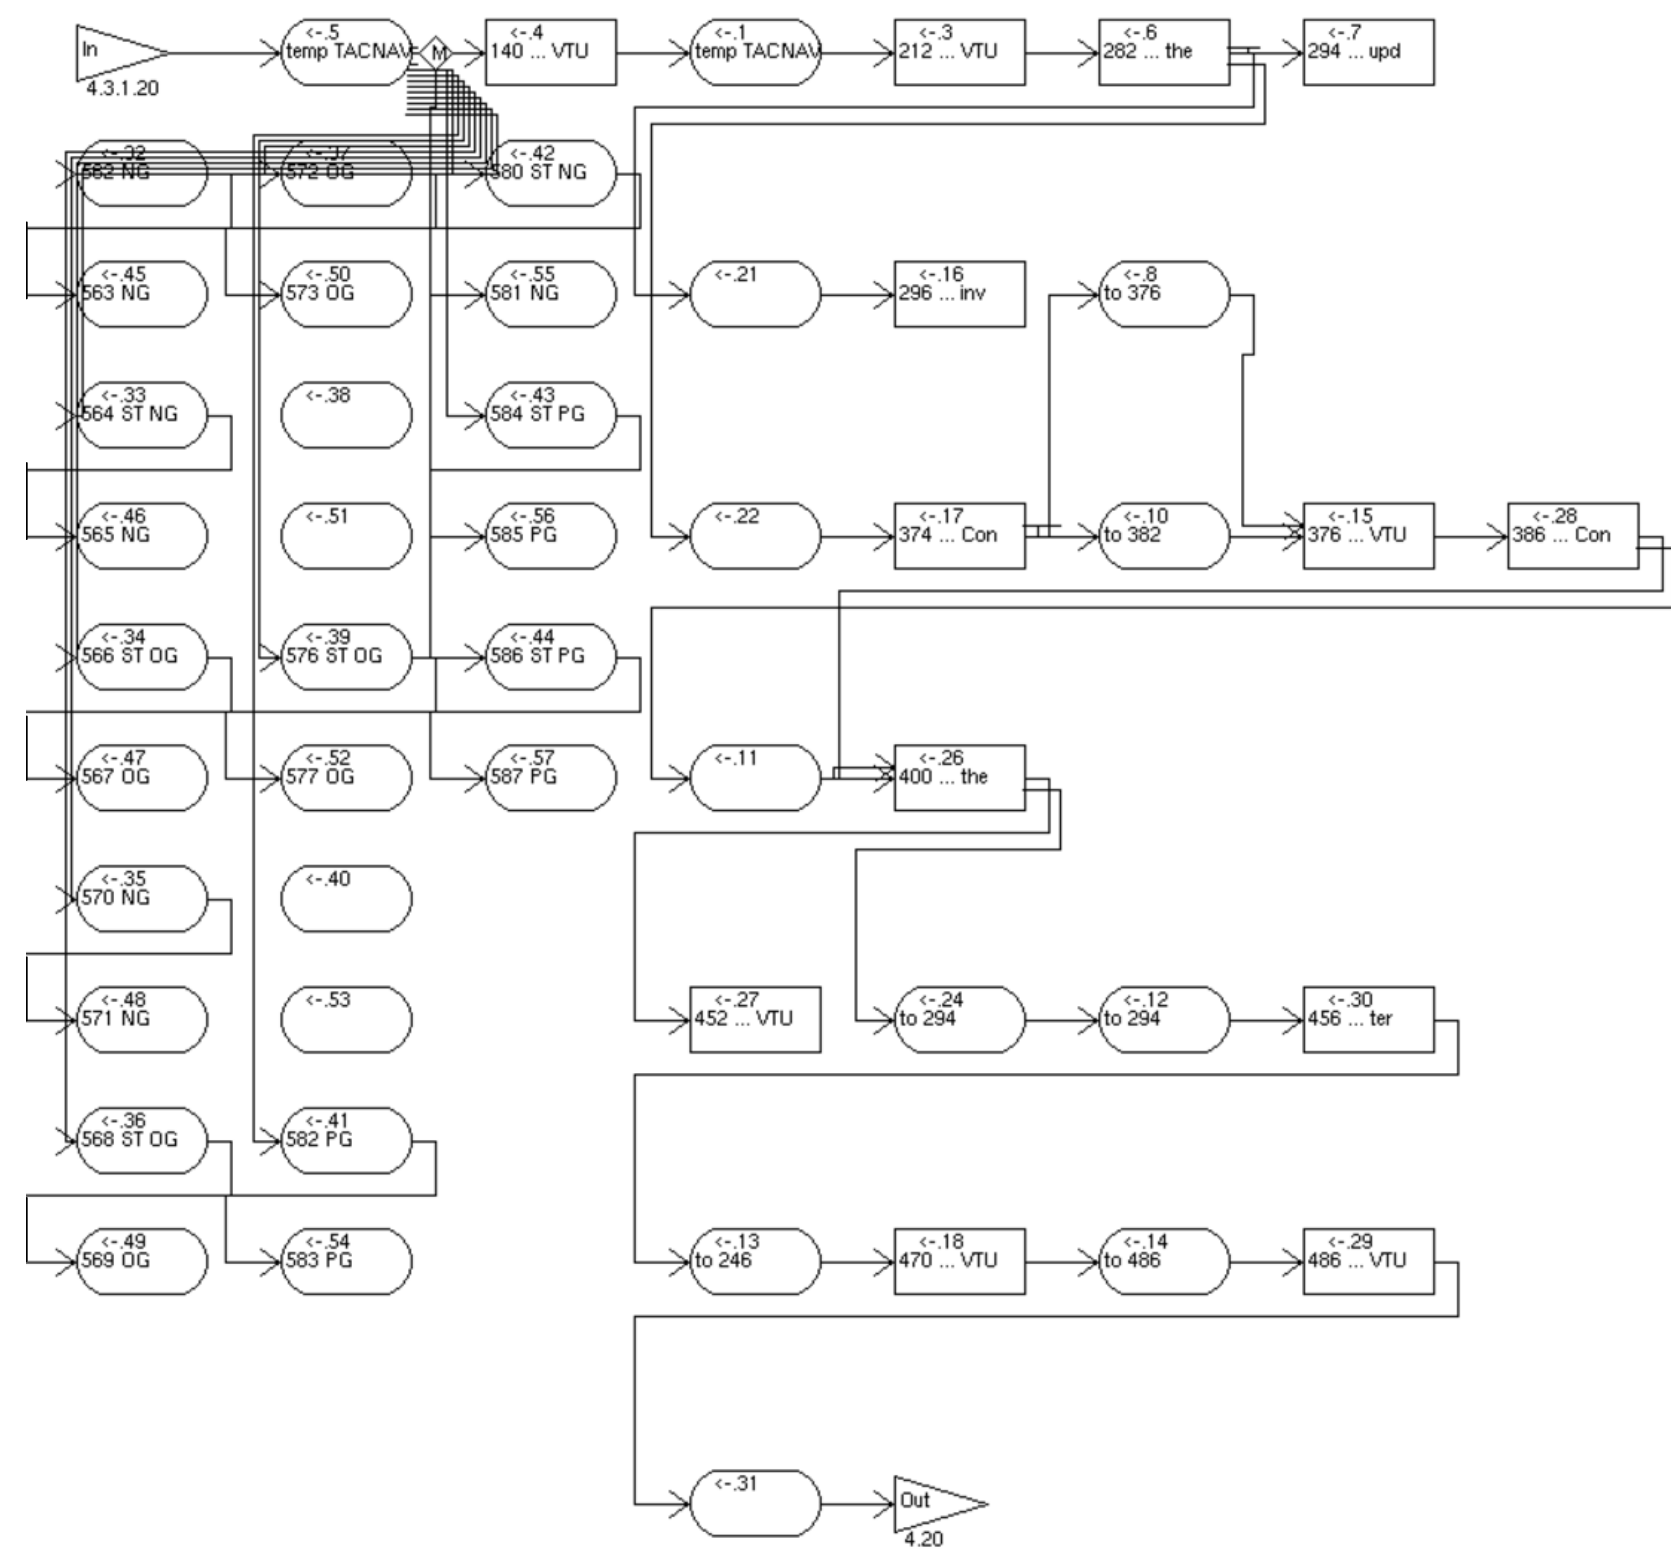 <-.5
<-.4
<-.1
<-.3
<-.6
<-.7
In
temp TACNAV
M
140 ... VTU
temp TACNAV
212 ... VTU
282 ... the
294 ... upd
4.3.1.20
<-.32
<-.37
<-.42
562 NG
572 OG
580 ST NG
<-.45
<-.50
<-.55
<-.21
<-.16
<-.8
563 NG
573 OG
581 NG
296 ... inv
to 376
<-.33
<-.38
<-.43
564 ST NG
584 ST PG
<-.46
<-.51
<-.56
<-.22
<-.17
<-.10
<-.15
<-.28
565 NG
585 PG
374 ... Con
to 382
376 ... VTU
386 ... Con
<-.34
<-.39
<-.44
566 ST OG
576 ST OG
586 ST PG
<-.47
<-.52
<-.57
<-.11
<-.26
567 OG
577 OG
587 PG
400 ... the
<-.35
<-.40
570 NG
<-.48
<-.53
<-.27
<-.24
<-.12
<-.30
571 NG
452 ... VTU
to 294
to 294
456 ... ter
<-.36
<-.41
568 ST OG
582 PG
<-.49
<-.54
<-.13
<-.18
<-.14
<-.29
569 OG
583 PG
to 246
470 ... VTU
to 486
486 ... VTU
<-.31
Out
4.20